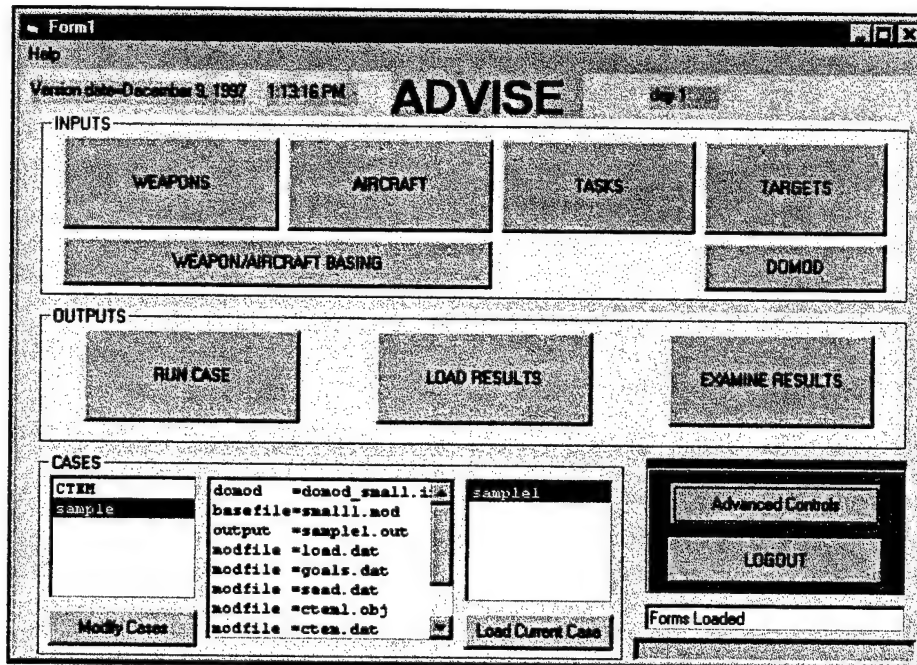 Form1
Help
Version date=December 9, 1997 1:13:16 PM
ADVISE
day 1
INPUTS
WEAPONS
AIRCRAFT
TASKS
TARGETS
WEAPON/AIRCRAFT BASING
DOMOD
OUTPUTS
RUN CASE
LOAD RESULTS
EXAMINE RESULTS
CASES
CTEM
sample
domod =domod_small.i
basefile=small1.mod
output =sample1.out
modfile =load.dat
modfile =goals.dat
modfile =sead.dat
modfile =ctem1.obj
modfile =ctem.dat
sample1
Modify Cases
Load Current Case
Advanced Controls
LOGOUT
Forms Loaded